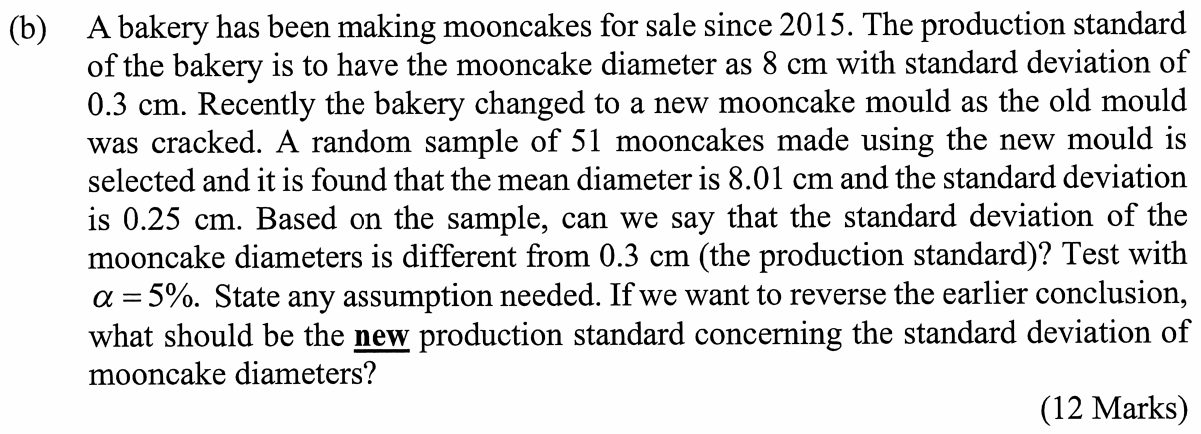 (b) A bakery has been making mooncakes for sale since 2015. The production standard
of the bakery is to have the mooncake diameter as 8 cm with standard deviation of
0.3 cm. Recently the bakery changed to a new mooncake mould as the old mould
was cracked. A random sample of 51 mooncakes made using the new mould is
selected and it is found that the mean diameter is 8.01 cm and the standard deviation
is 0.25 cm. Based on the sample, can we say that the standard deviation of the
mooncake diameters is different from 0.3 cm (the production standard)? Test with
α = 5%. State any assumption needed. If we want to reverse the earlier conclusion,
what should be the new production standard concerning the standard deviation of
mooncake diameters?
(12 Marks)